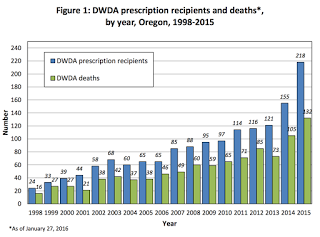 Figure 1: DWDA prescription recipients and deaths*,
by year, Oregon, 1998-2015
DWDA prescription recipients
DWDA deaths
Number
240
220
200
180
160
140
120
100
80
60
40
20
0
24 16 33 27 39 27 44 21 58 38 68 42 60 37 65 38 65 46 85 49 88 60 95 59 97 65 114 71 116 85 121 73 155 105 218 132
1998 1999 2000 2001 2002 2003 2004 2005 2006 2007 2008 2009 2010 2011 2012 2013 2014 2015
Year
*As of January 27, 2016